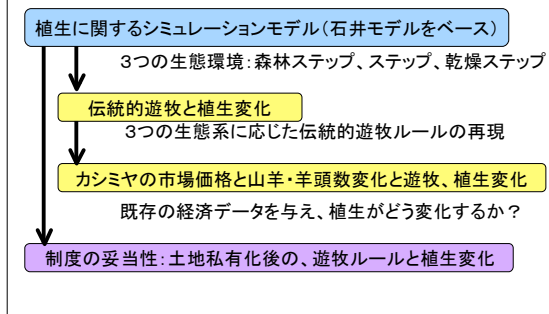 植生に関するシミュレーションモデル(石井モデルをベース)
3つの生態環境:森林ステップ、ステップ、乾燥ステップ
伝統的遊牧と植生変化
3つの生態系に応じた伝統的遊牧ルールの再現
カシミヤの市場価格と山羊・羊頭数変化と遊牧、植生変化
既存の経済データを与え、植生がどう変化するか?
制度の妥当性:土地私有化後の、遊牧ルールと植生変化